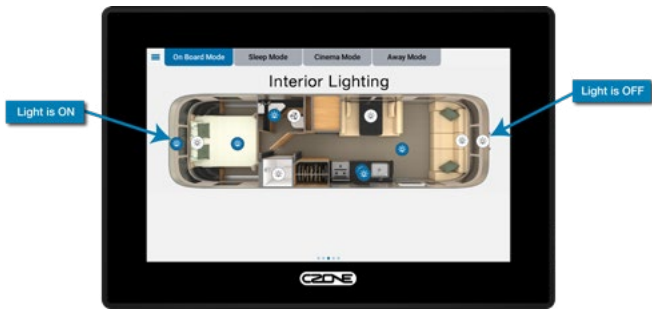 On Board Mode
Sleep Mode
Cinema Mode
Away Mode
Interior Lighting
Light is ON
Light is OFF
CZONE